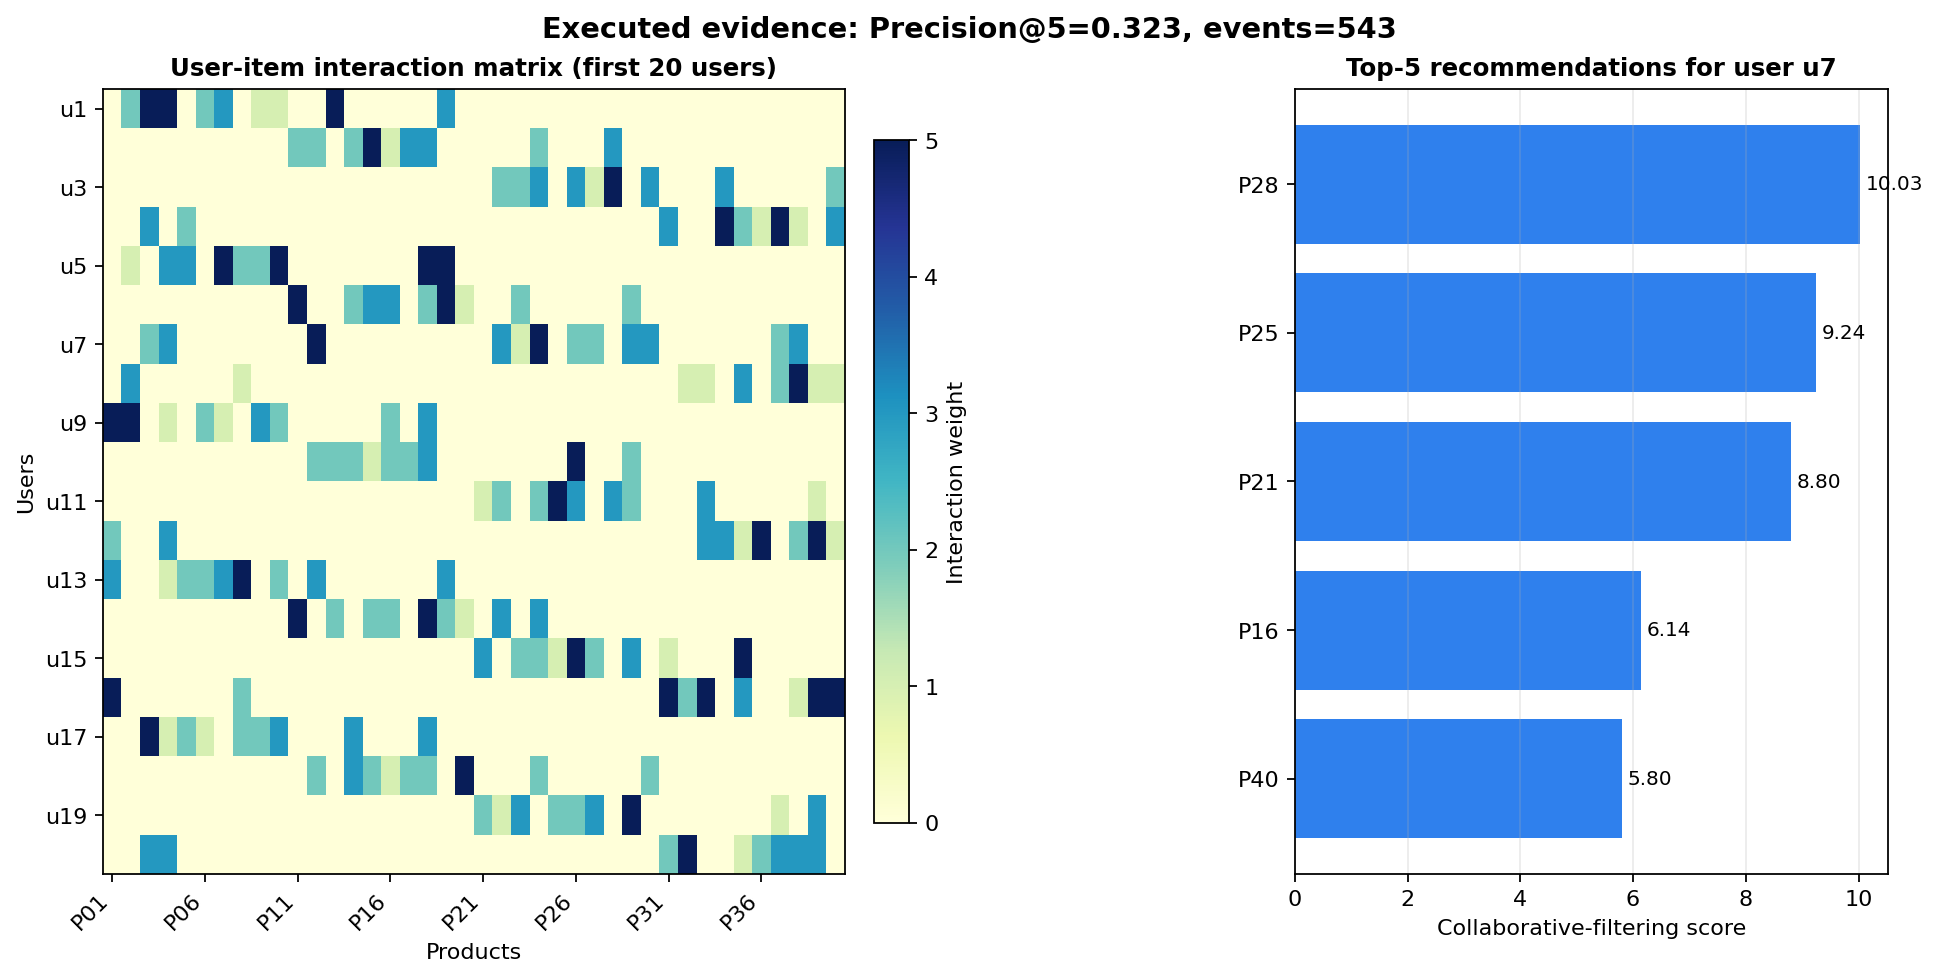 Executed evidence: Precision@5=0.323, events=543
User-item interaction matrix (first 20 users)
Users
u1
u3
u5
u7
u9
u11
u13
u15
u17
u19
P01 P06 P11 P16 P21 P26 P31 P36
Products
5
4
3
2
1
0
Interaction weight
Top-5 recommendations for user u7
P28 10.03
P25 9.24
P21 8.80
P16 6.14
P40 5.80
0 2 4 6 8 10
Collaborative-filtering score